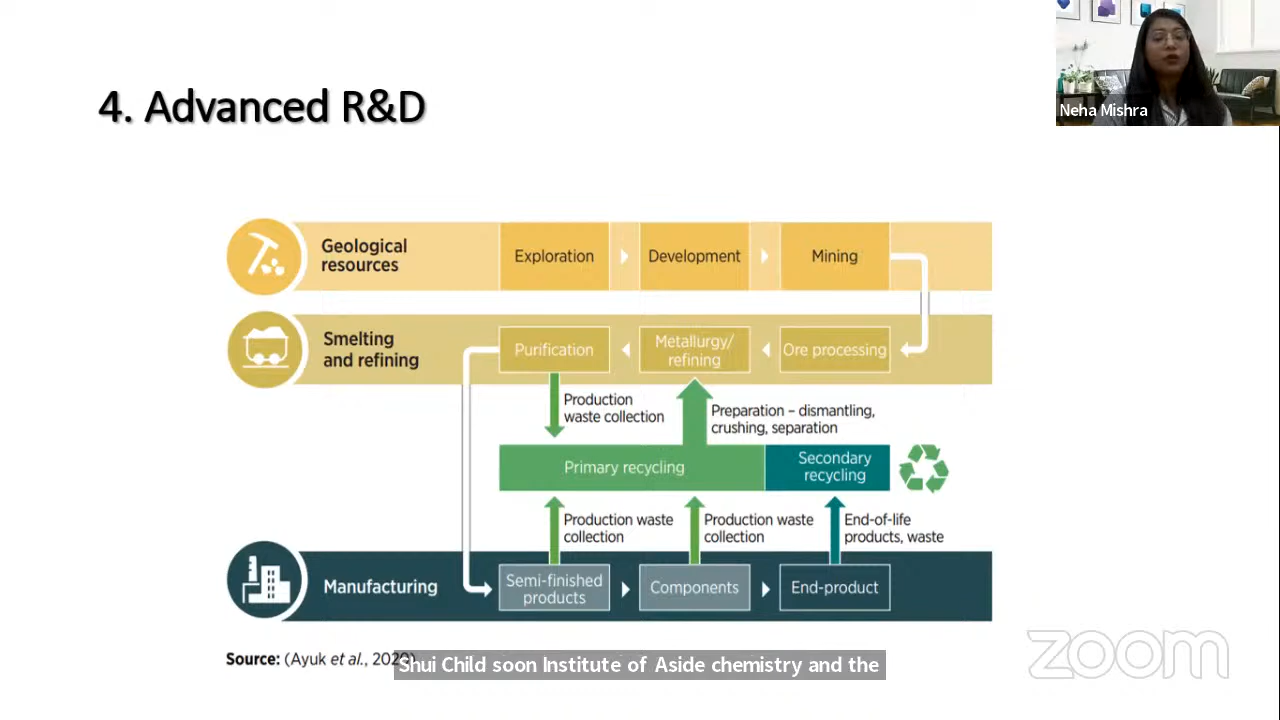 Neha Mishra
4. Advanced R&D
Geological
resources
Exploration
Development
Mining
Smelting
and refining
Purification
Metallurgy/
refining
Ore processing
Production
waste collection
Preparation – dismantling,
crushing, separation
Primary recycling
Secondary
recycling
Production waste
collection
Production waste
collection
End-of-life
products, waste
Manufacturing
Semi-finished
products
Components
End-product
zoom
Source: (Ayuk et al.,
Shui Child soon Institute of Aside chemistry and the